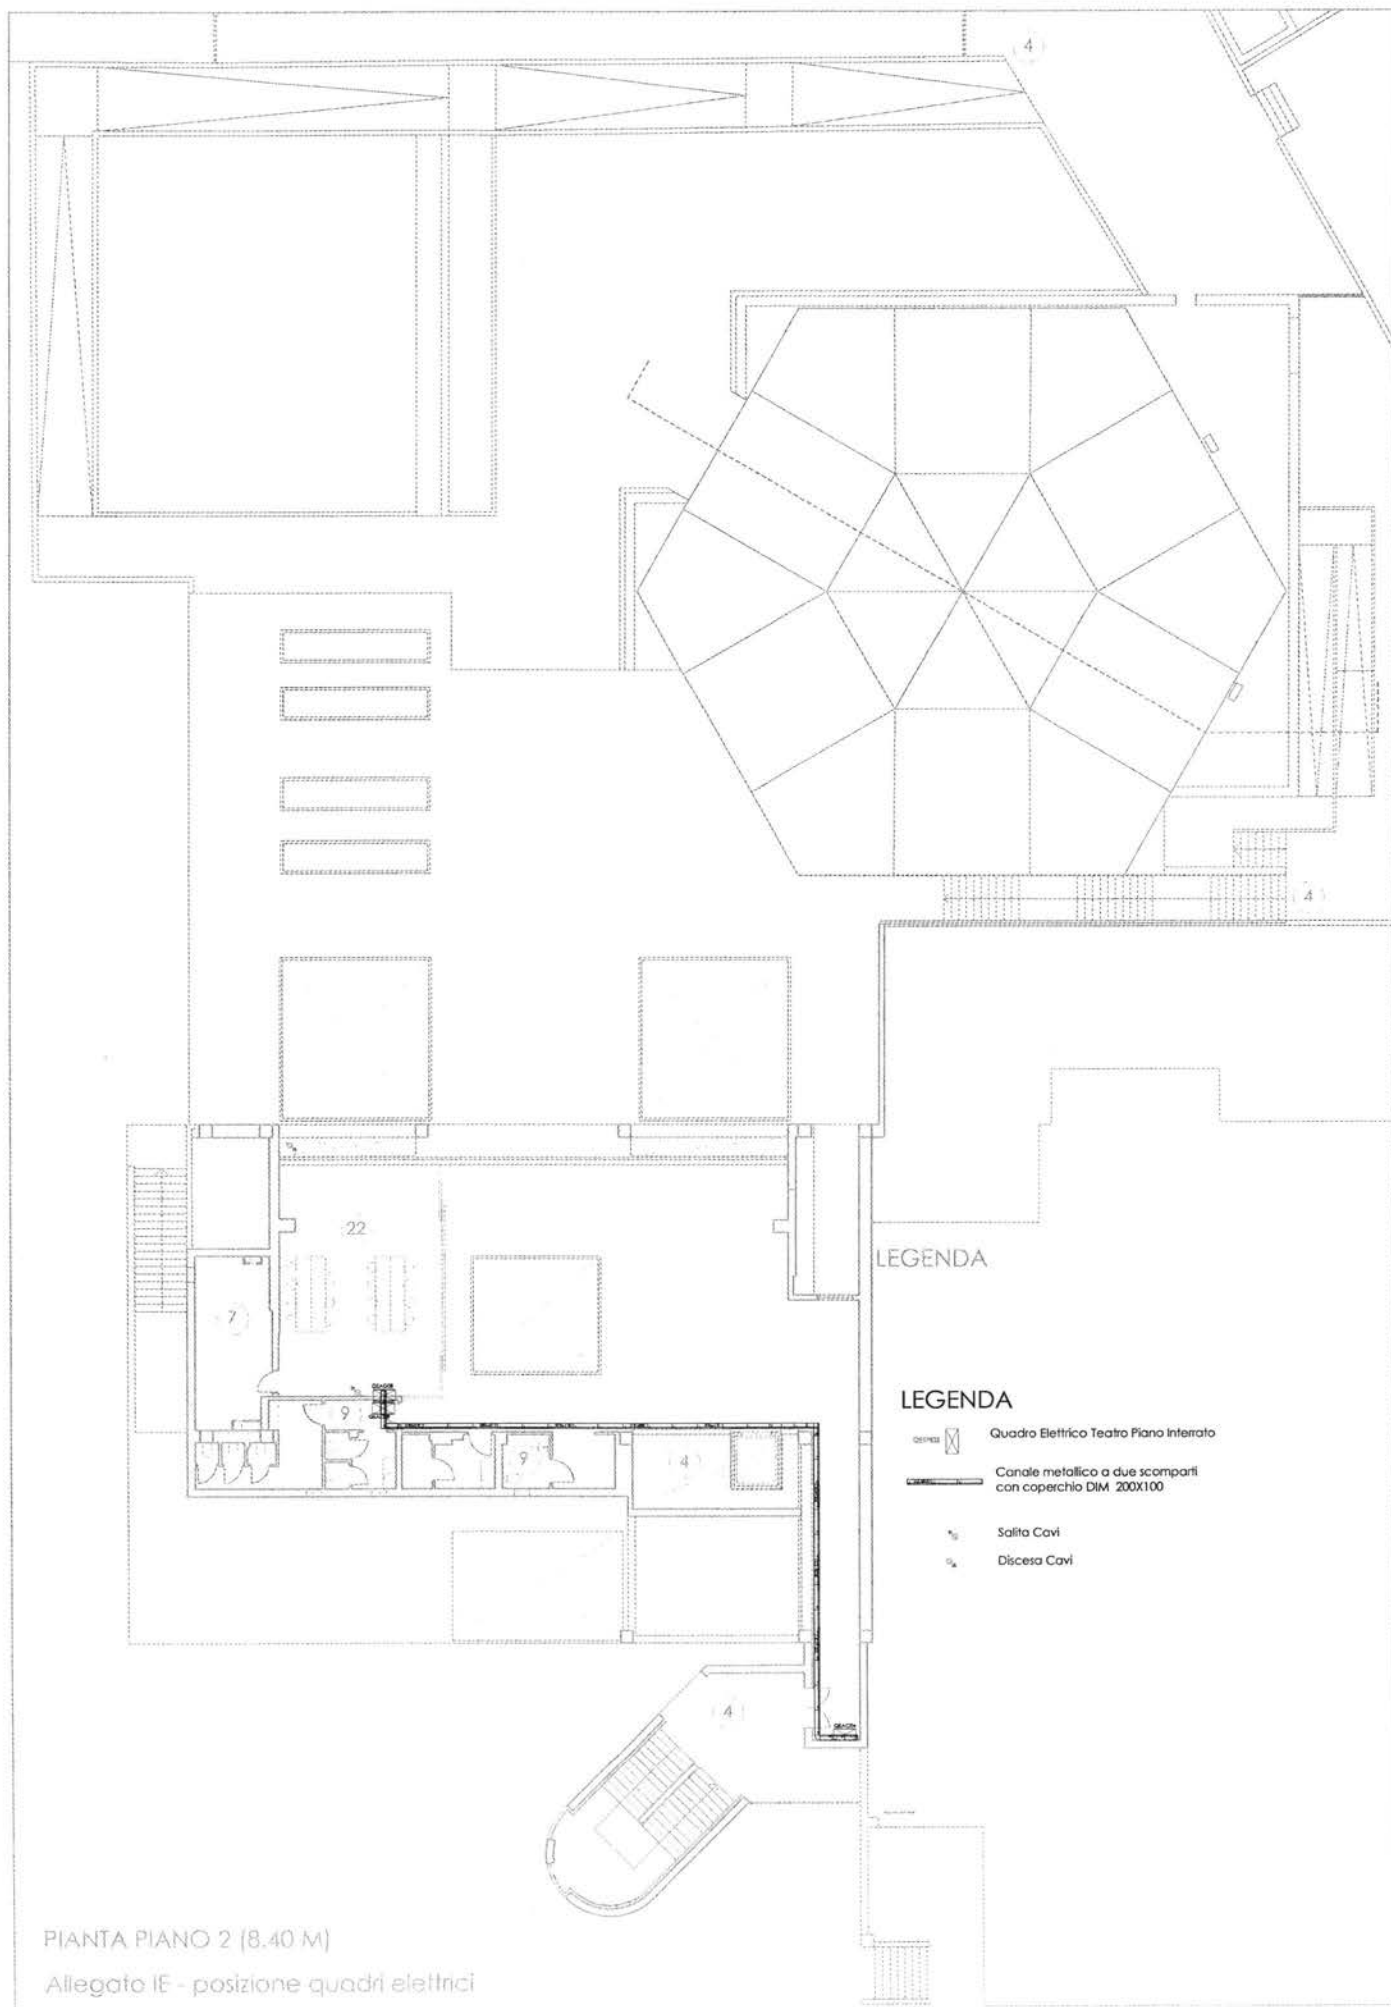 4
4
22
LEGENDA
7
LEGENDA
9
Quadro Elettrico Teatro Piano Interrato
9
4
Canale metallico a due scomparti
con coperchio DIM 200X100
Salita Cavi
Discesa Cavi
4
PIANTA PIANO 2 (8.40 M)
Allegato IE - posizione quadri elettrici